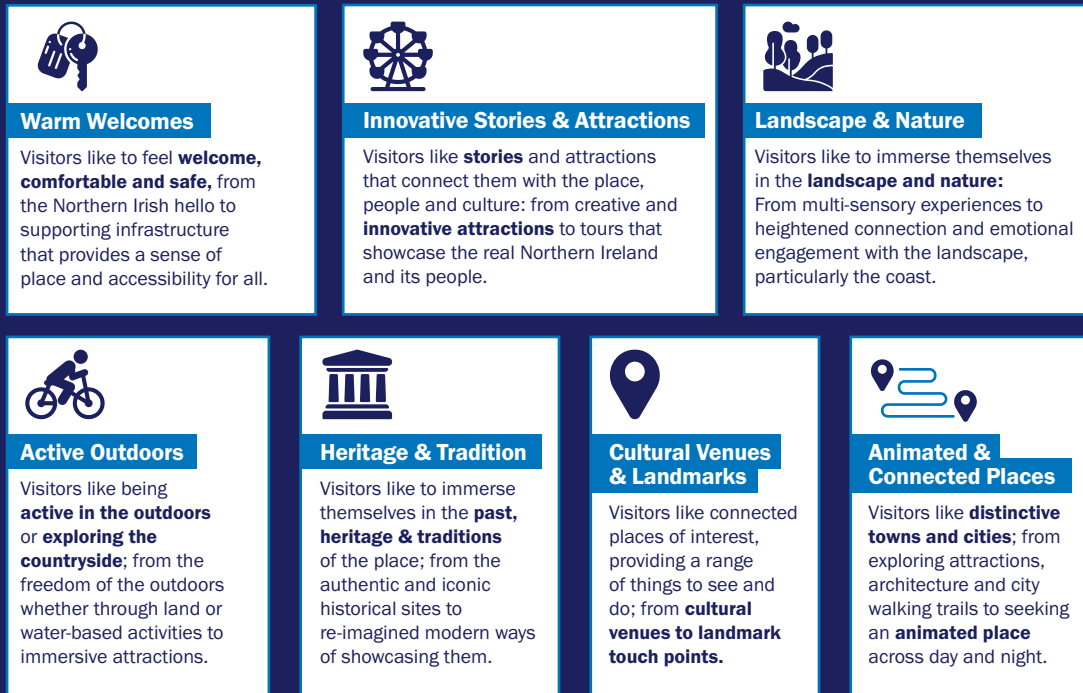 Warm Welcomes
Visitors like to feel welcome,
comfortable and safe, from
the Northern Irish hello to
supporting infrastructure
that provides a sense of
place and accessibility for all.
Innovative Stories & Attractions
Visitors like stories and attractions
that connect them with the place,
people and culture: from creative and
innovative attractions to tours that
showcase the real Northern Ireland
and its people.
Landscape & Nature
Visitors like to immerse themselves
in the landscape and nature:
From multi-sensory experiences to
heightened connection and emotional
engagement with the landscape,
particularly the coast.
Active Outdoors
Visitors like being
active in the outdoors
or exploring the
countryside; from the
freedom of the outdoors
whether through land or
water-based activities to
immersive attractions.
Heritage & Tradition
Visitors like to immerse
themselves in the past,
heritage & traditions
of the place; from the
authentic and iconic
historical sites to
re-imagined modern ways
of showcasing them.
Cultural Venues
& Landmarks
Visitors like connected
places of interest,
providing a range
of things to see and
do; from cultural
venues to landmark
touch points.
Animated &
Connected Places
Visitors like distinctive
towns and cities; from
exploring attractions,
architecture and city
walking trails to seeking
an animated place
across day and night.